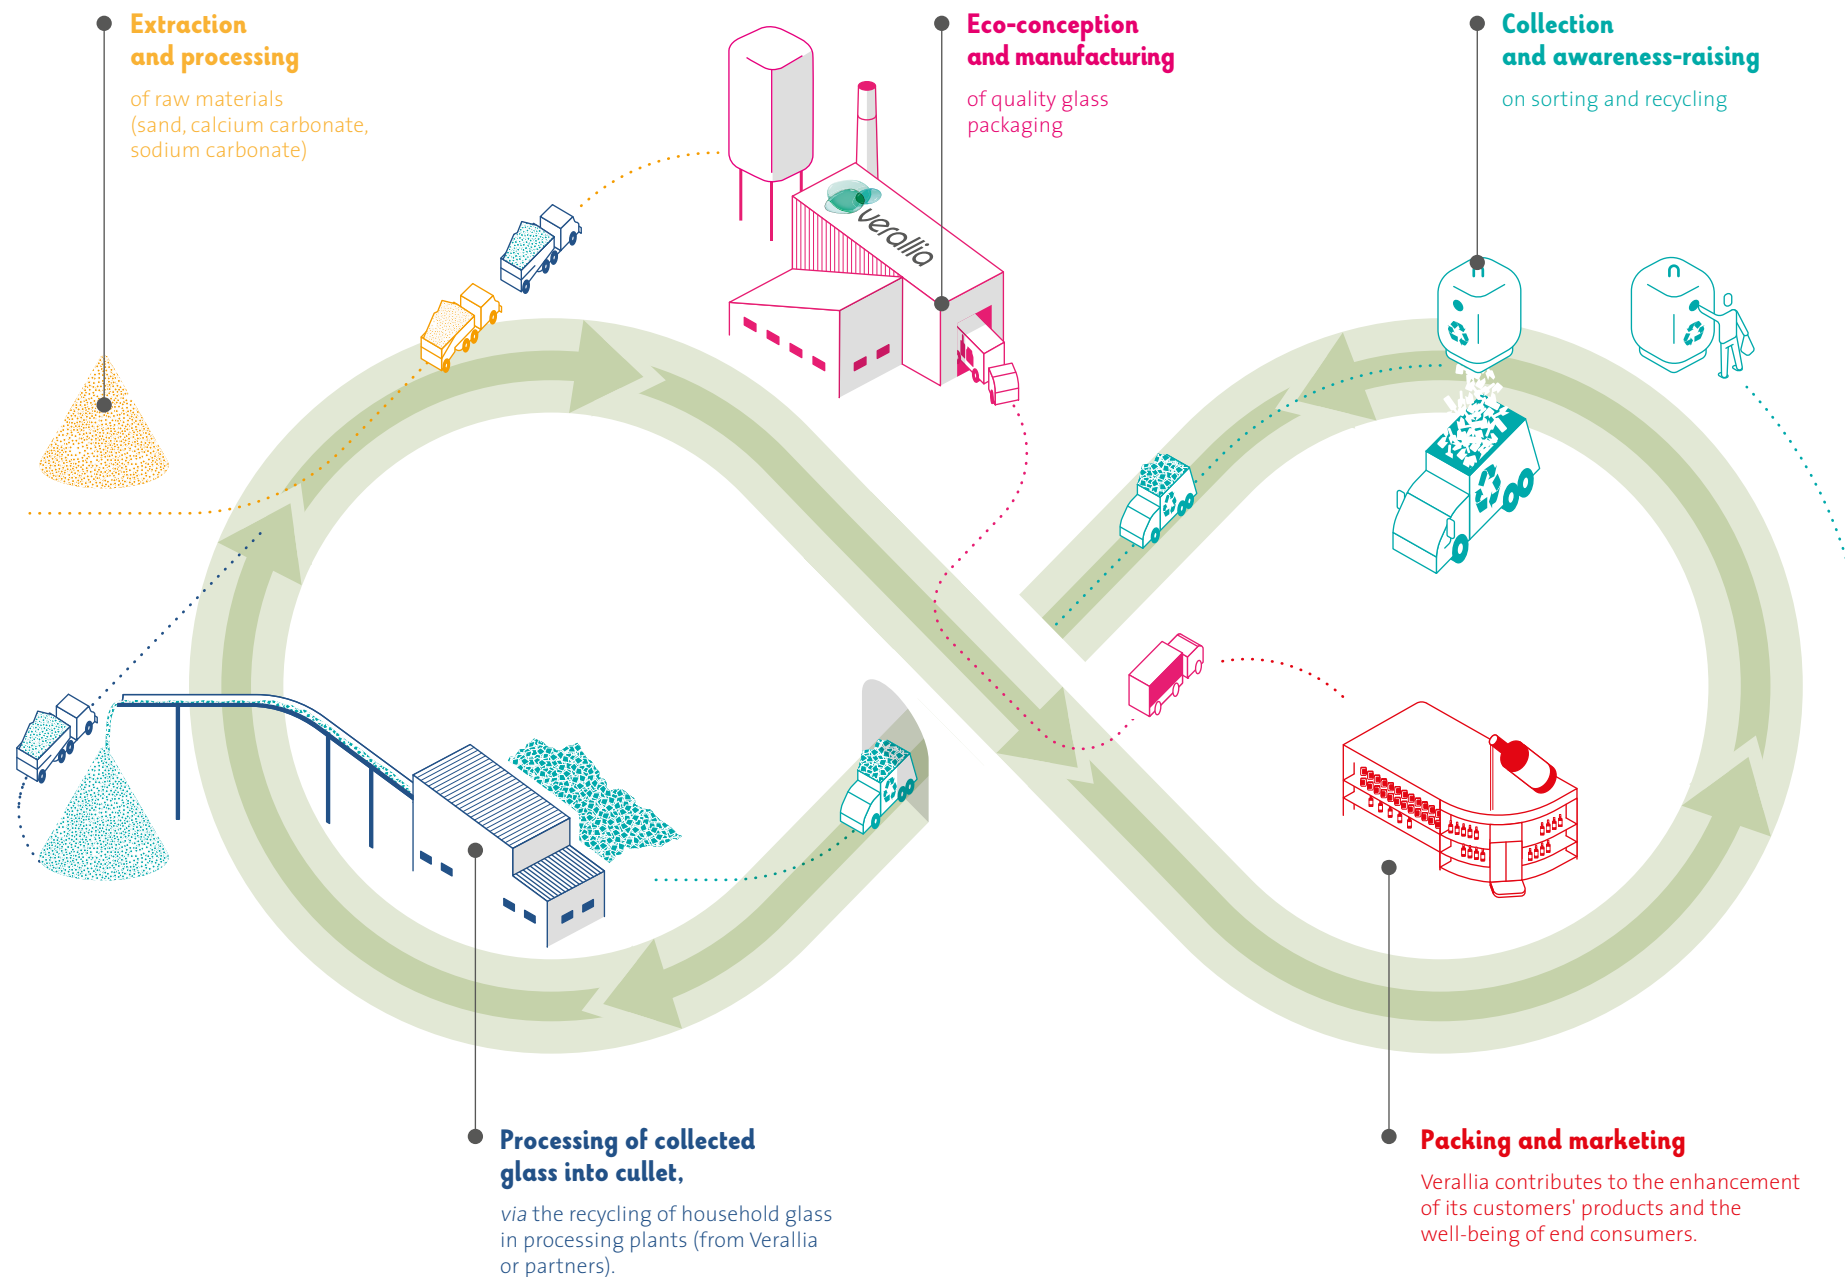 Extraction
and processing
of raw materials
(sand, calcium carbonate,
sodium carbonate)
Eco-conception
and manufacturing
of quality glass
packaging
Collection
and awareness-raising
on sorting and recycling
verallia
Processing of collected
glass into cullet,
via the recycling of household glass
in processing plants (from Verallia
or partners).
Packing and marketing
Verallia contributes to the enhancement
of its customers' products and the
well-being of end consumers.